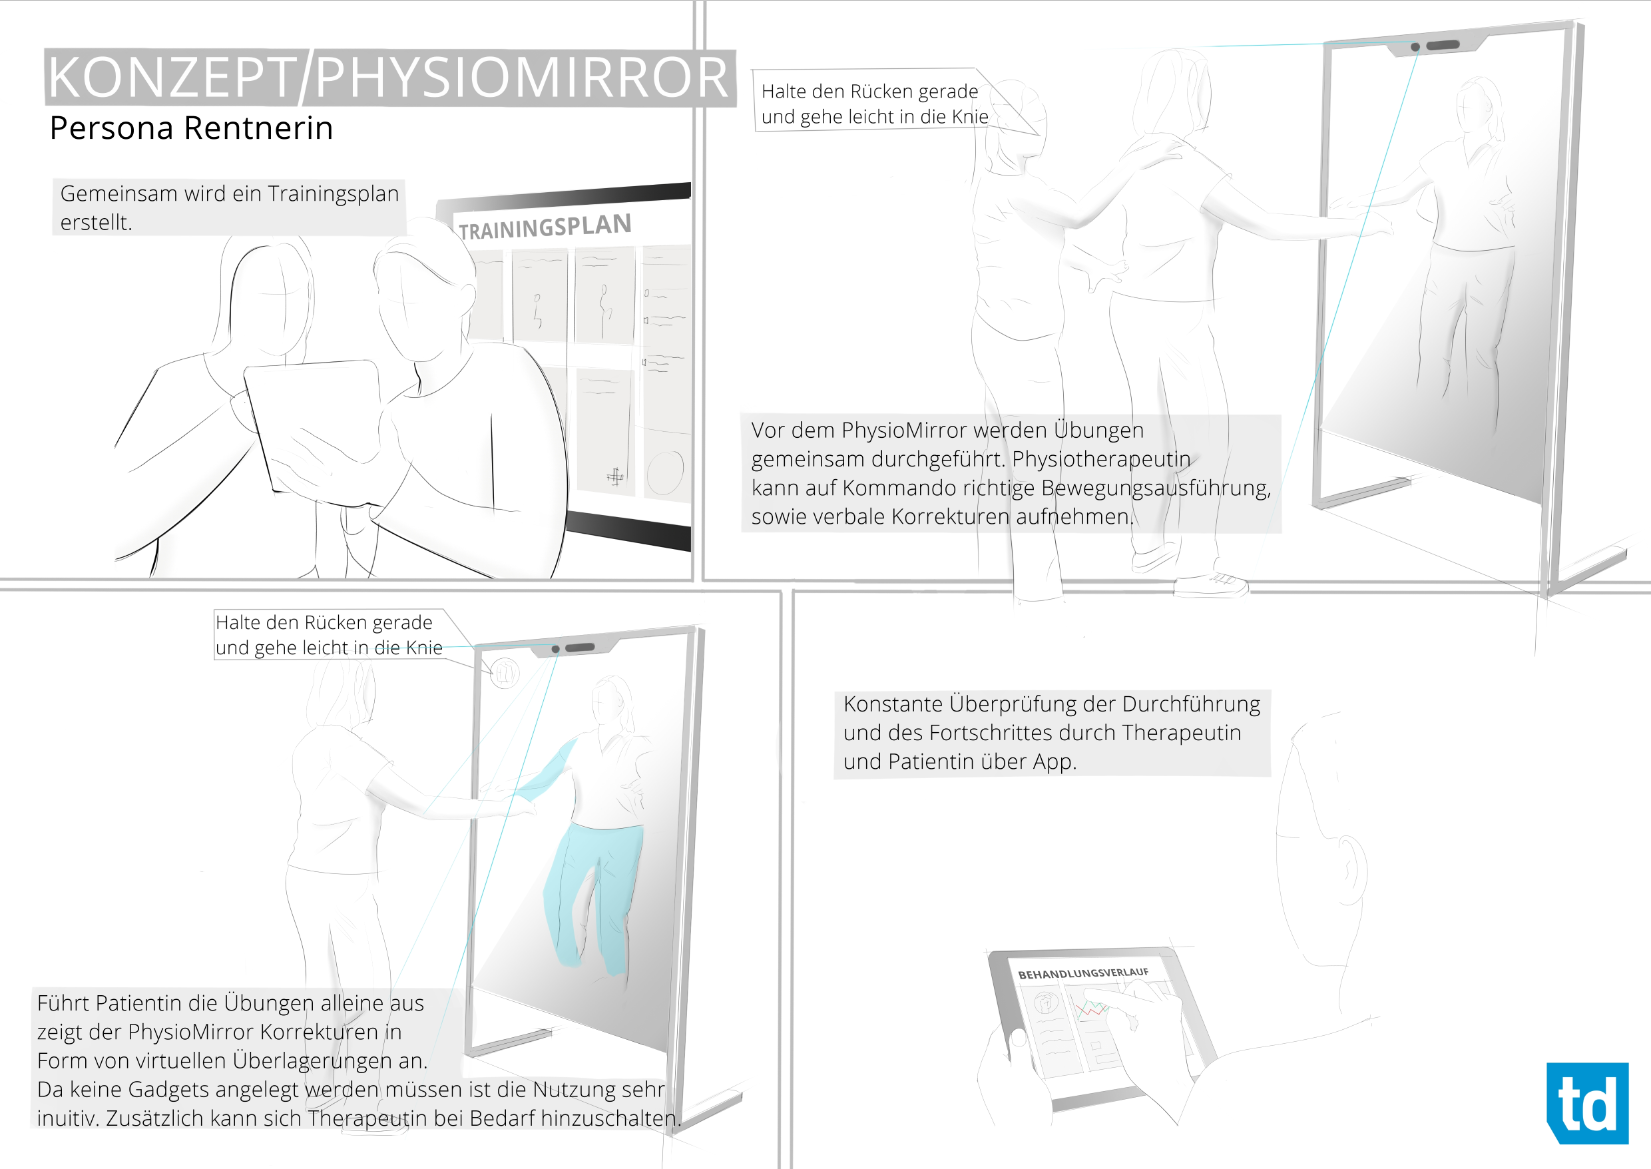 KONZEPT/PHYSIOMIRROR
Persona Rentnerin
Gemeinsam wird ein Trainingsplan
erstellt.
TRAININGSPLAN
Halte den Rücken gerade
und gehe leicht in die Knie
Vor dem PhysioMirror werden Übungen
gemeinsam durchgeführt. Physiotherapeutin
kann auf Kommando richtige Bewegungsausführung,
sowie verbale Korrekturen aufnehmen.
Halte den Rücken gerade
und gehe leicht in die Knie
Führt Patientin die Übungen alleine aus
zeigt der PhysioMirror Korrekturen in
Form von virtuellen Überlagerungen an.
Da keine Gadgets angelegt werden müssen ist die Nutzung sehr
inuitiv. Zusätzlich kann sich Therapeutin bei Bedarf hinzuschalten.
Konstante Überprüfung der Durchführung
und des Fortschrittes durch Therapeutin
und Patientin über App.
BEHANDLUNGSVERLAUF
td